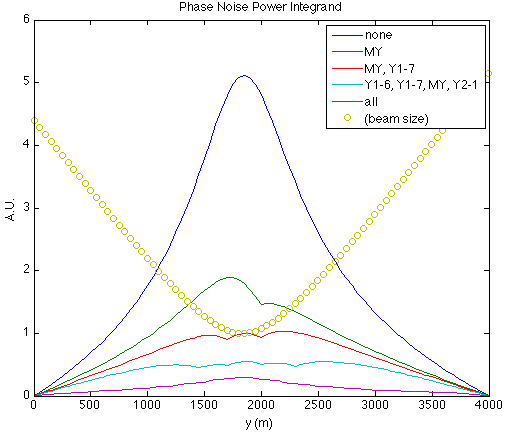 Phase Noise Power Integrand
6
5
4
3
2
1
0
A.U.
none
MY
MY, Y1-7
Y1-6, Y1-7, MY, Y2-1
all
(beam size)
0 500 1000 1500 2000 2500 3000 3500 4000
y (m)